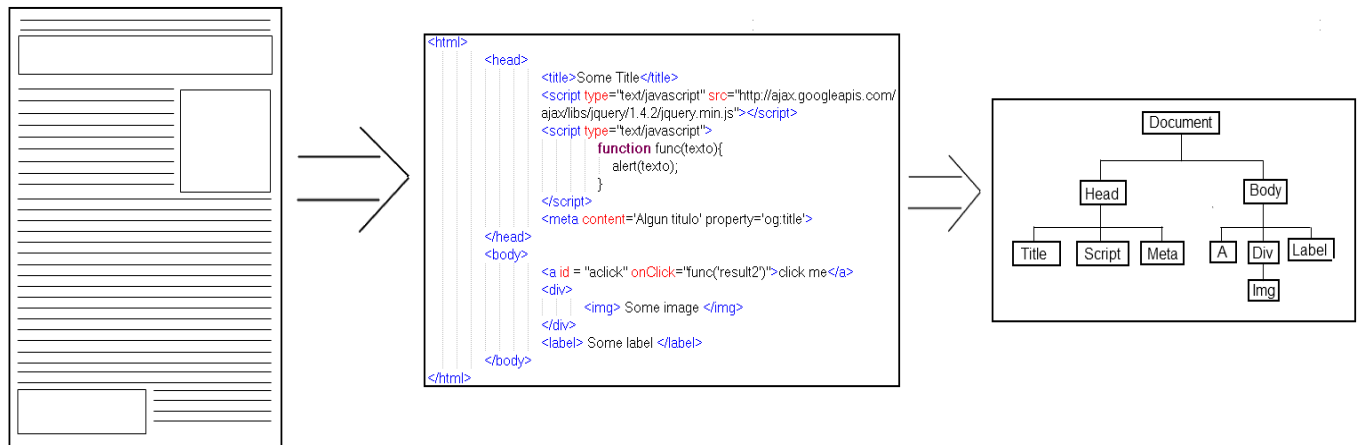 <html>
<head>
<title>Some Title</title>
<script type="text/javascript" src="http://ajax.googleapis.com/
ajax/libs/jquery/1.4.2/jquery.min.js"></script>
<script type="text/javascript">
function func(texto){
alert(texto);
}
</script>
<meta content='Algun titulo' property='og:title'>
</head>
<body>
<a id = "aclick" onClick="func('result2')">click me</a>
<div>
<img> Some image </img>
</div>
<label> Some label </label>
</body>
</html>
Document
Head Body
Title Script Meta A Div Label
Img